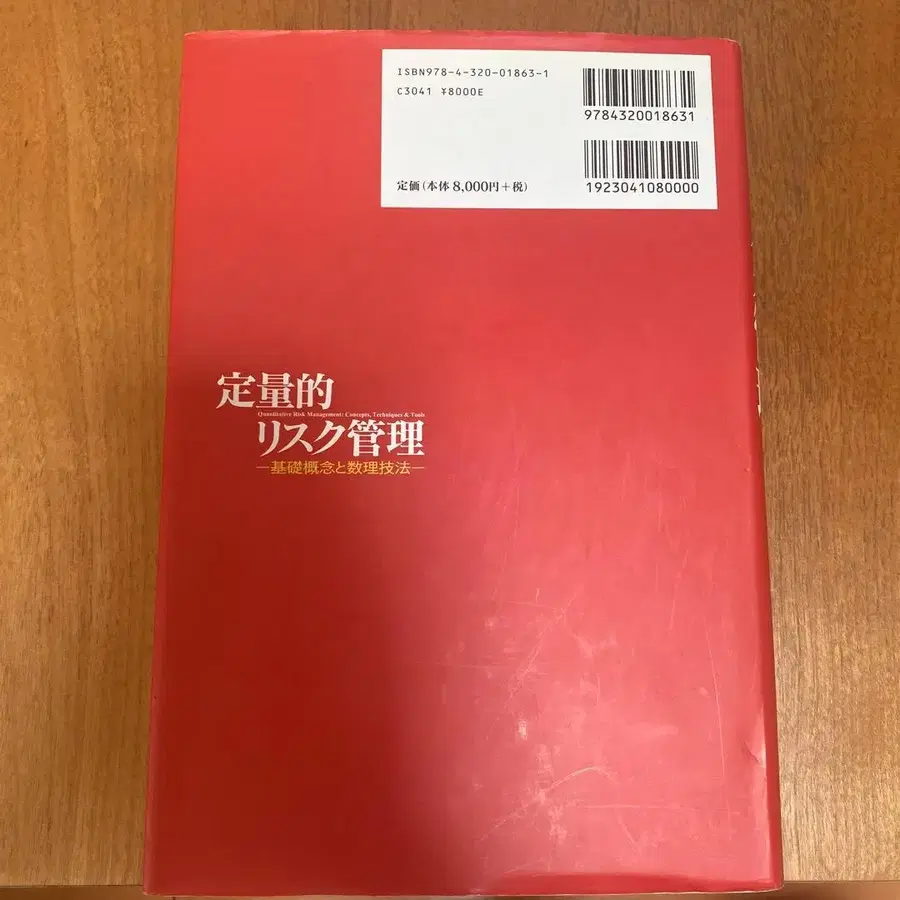 ISBN978-4-320-01863-1
C3041 ¥8000E
9784320018631
定価(本体8,000円+税)
1923041080000
定量的
Quantitative Risk Management: Concepts, Techniques & Tools
リスク管理
―基礎概念と数理技法―